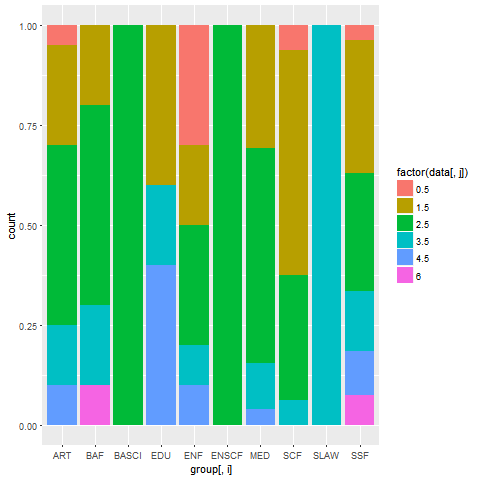 1.00
0.75
0.50
0.25
0.00
count
ART BAF BASCI EDU ENF ENSCF MED SCF SLAW SSF
group[, i]
factor(data[, j])
0.5
1.5
2.5
3.5
4.5
6